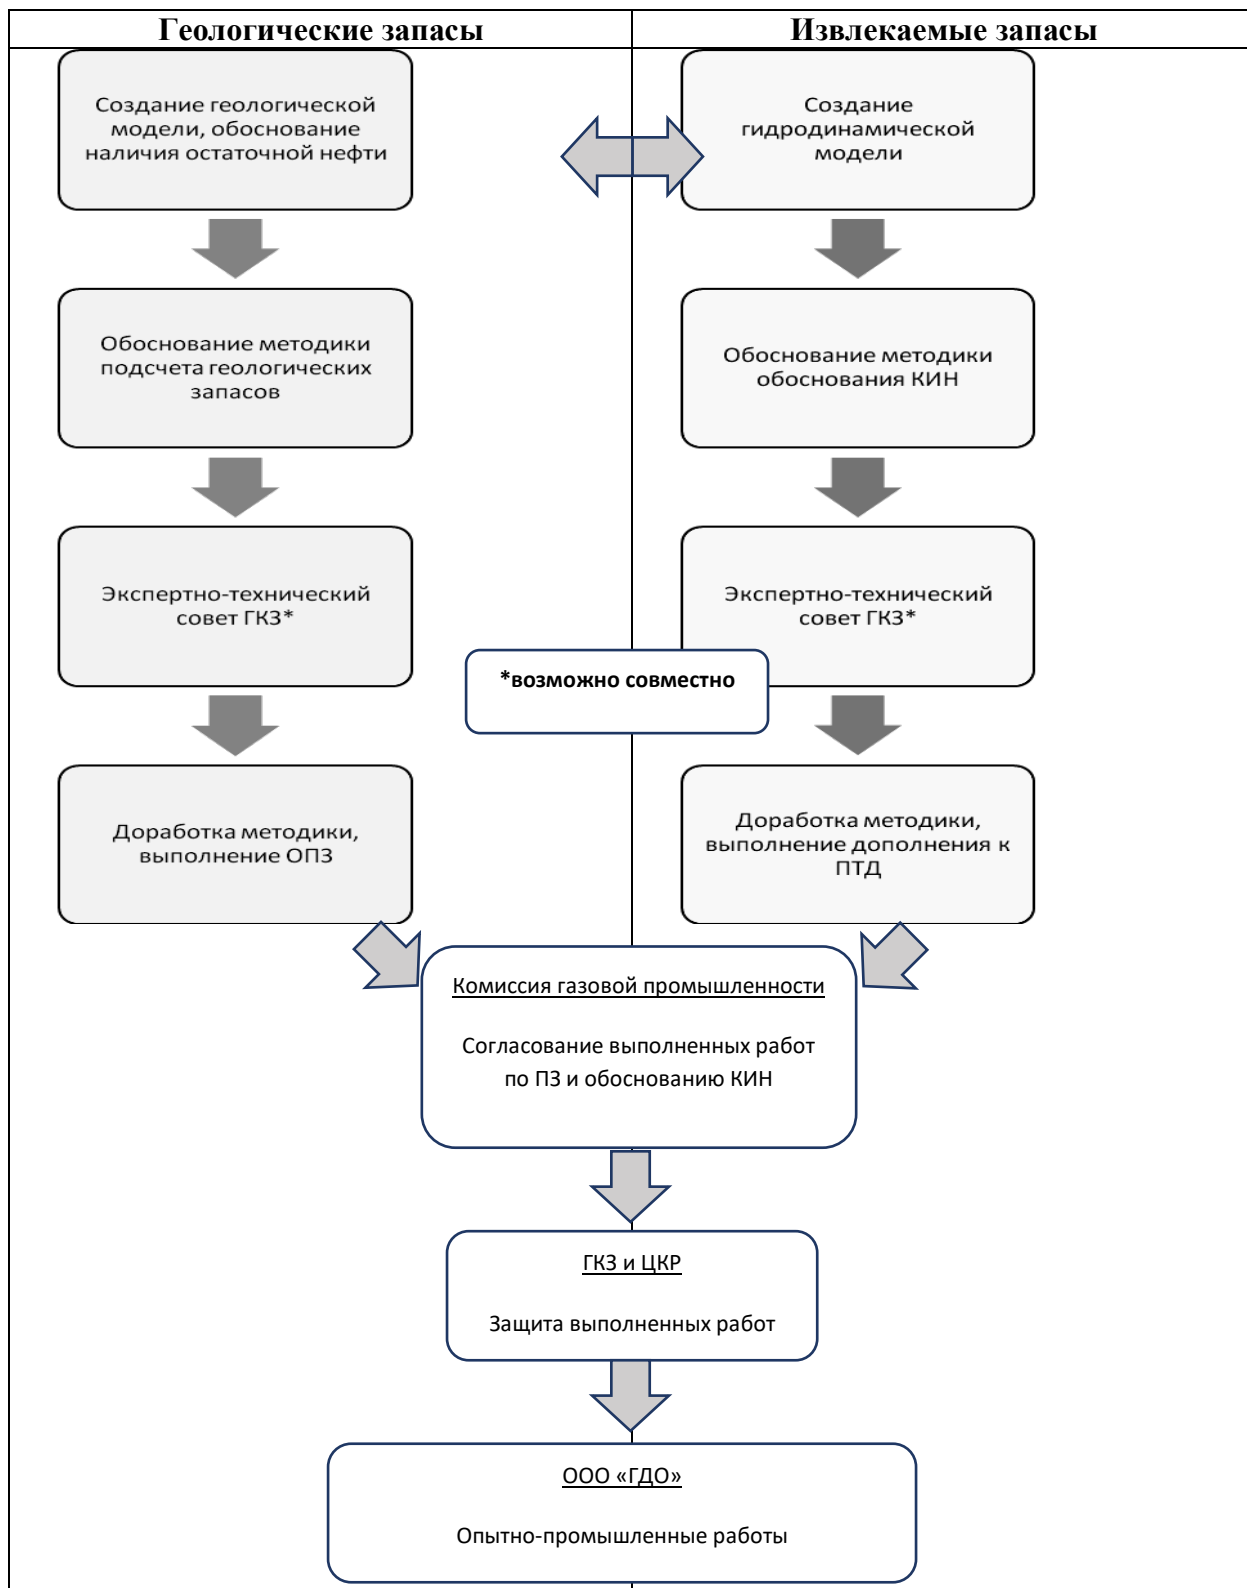 Геологические запасы
Извлекаемые запасы
Создание геологической
модели, обоснование
наличия остаточной нефти
Создание
гидродинамической
модели
Обоснование методики
подсчета геологических
запасов
Обоснование методики
обоснования КИН
Экспертно-технический
совет ГКЗ*
Экспертно-технический
совет ГКЗ*
*возможно совместно
Доработка методики,
выполнение ОПЗ
Доработка методики,
выполнение дополнения к
ПТД
Комиссия газовой промышленности
Согласование выполненных работ
по ПЗ и обоснованию КИН
ГКЗ и ЦКР
Защита выполненных работ
ООО «ГДО»
Опытно-промышленные работы